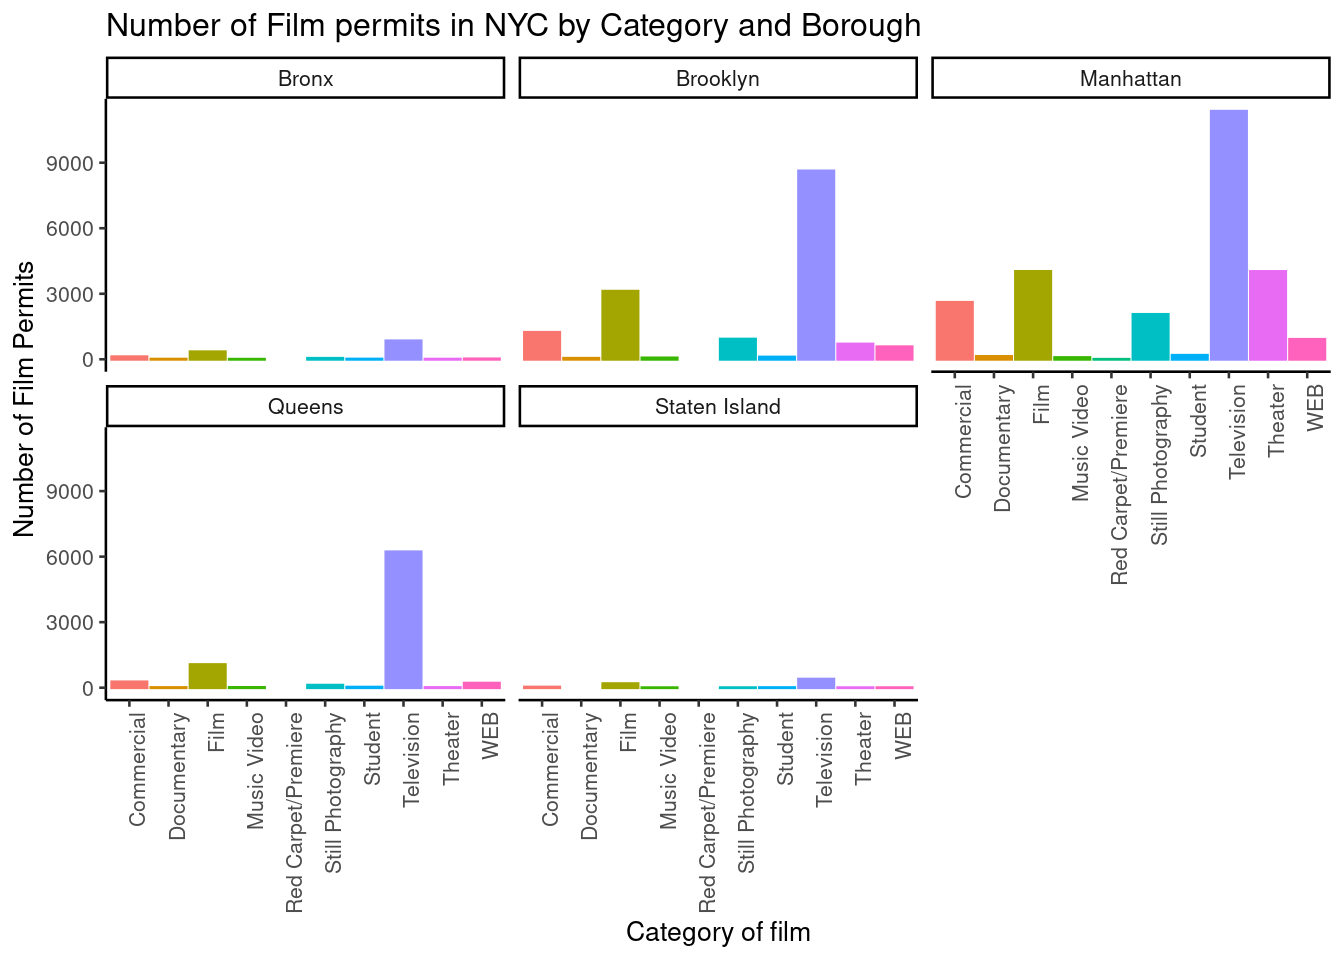 Number of Film permits in NYC by Category and Borough
Bronx
Brooklyn
Manhattan
9000
6000
3000
0
Number of Film Permits
Commercial
Documentary
Film
Music Video
Red Carpet/Premiere
Still Photography
Student
Television
Theater
WEB
Queens
Staten Island
9000
6000
3000
0
Commercial
Documentary
Film
Music Video
Red Carpet/Premiere
Still Photography
Student
Television
Theater
WEB
Commercial
Documentary
Film
Music Video
Red Carpet/Premiere
Still Photography
Student
Television
Theater
WEB
Category of film